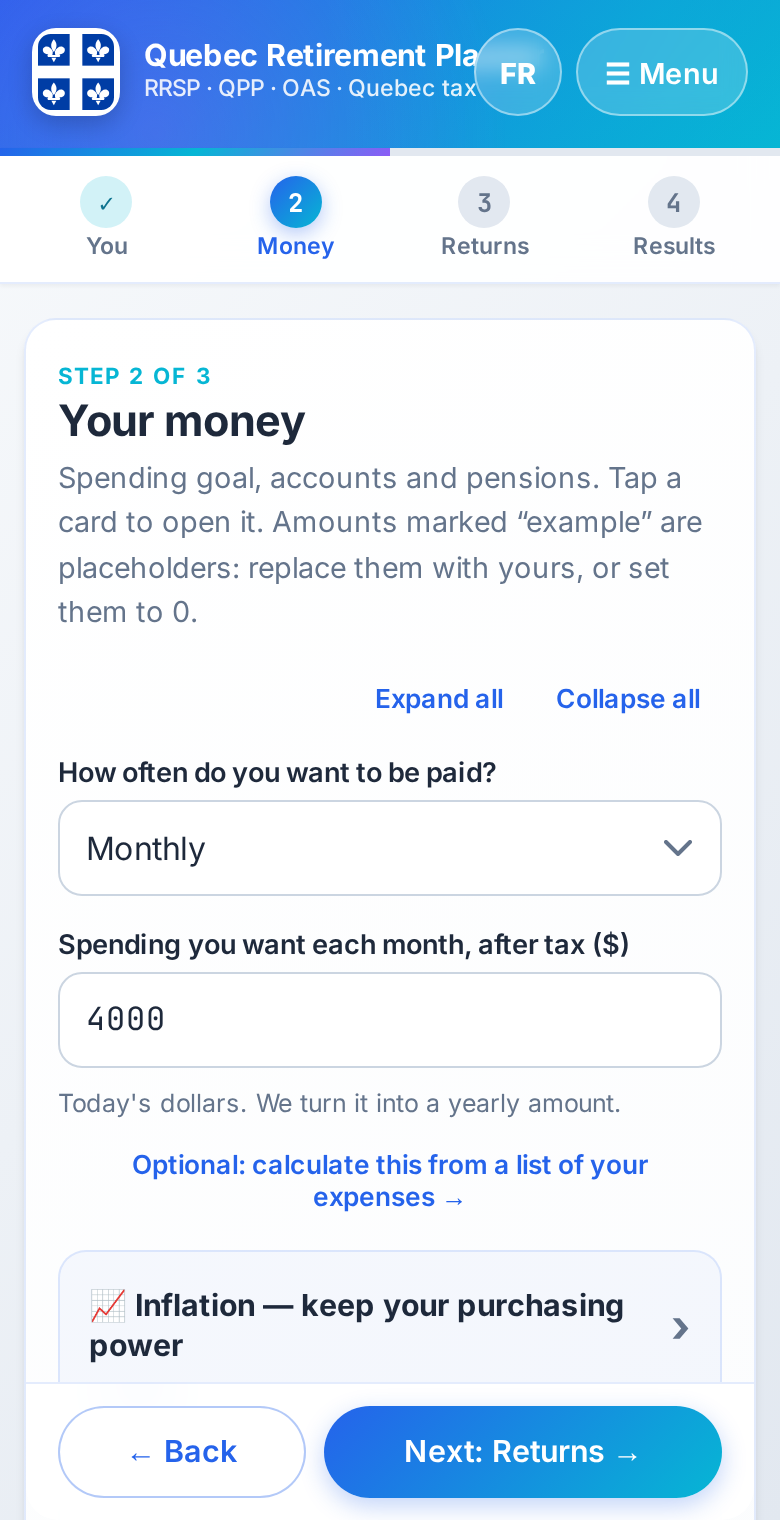 Quebec Retirement Pla
RRSP · QPP · OAS · Quebec tax
FR
☰ Menu
✓
You
2
Money
3
Returns
4
Results
STEP 2 OF 3
Your money
Spending goal, accounts and pensions. Tap a
card to open it. Amounts marked “example” are
placeholders: replace them with yours, or set
them to 0.
Expand all
Collapse all
How often do you want to be paid?
Monthly
Spending you want each month, after tax ($)
4000
Today's dollars. We turn it into a yearly amount.
Optional: calculate this from a list of your
expenses →
📈 Inflation — keep your purchasing
power
← Back
Next: Returns →